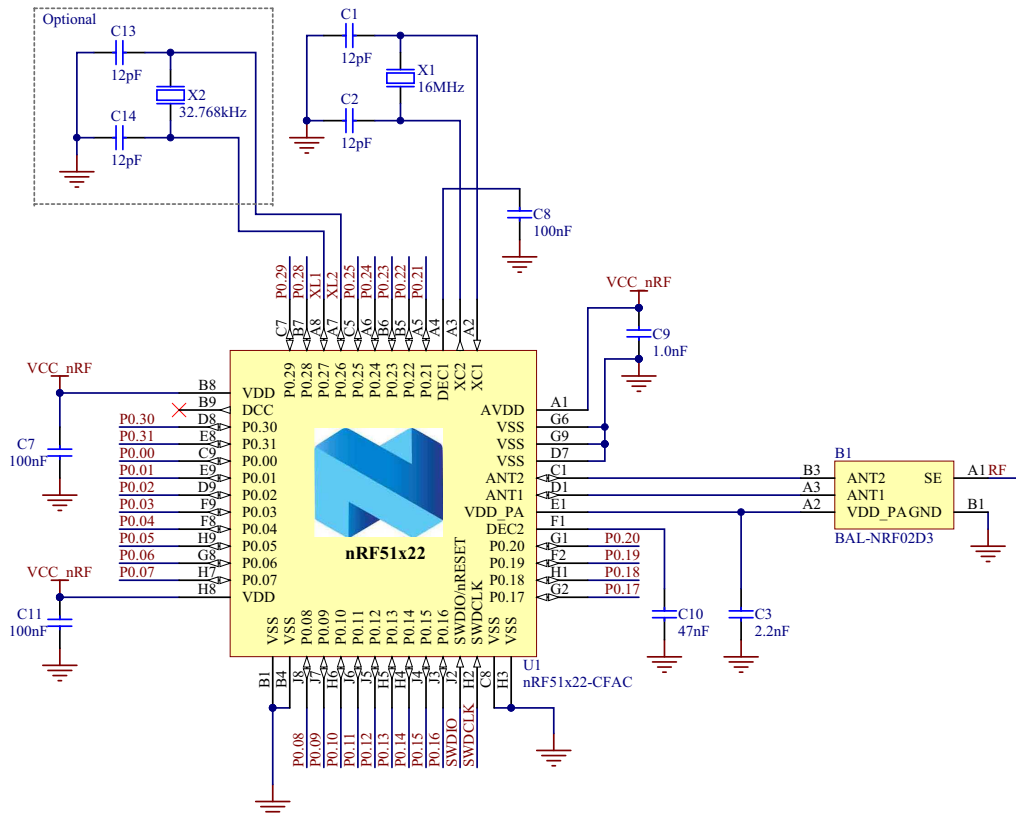 Optional
C13
12pF
X2
32.768kHz
C14
12pF
C1
12pF
X1
16MHz
C2
12pF
C8
100nF
P0.29
P0.28
XL1
XL2
P0.25
P0.24
P0.23
P0.22
P0.21
C7
B7
A8
A7
C5
A6
B6
B5
A5
A4
A3
A2
P0.29
P0.28
P0.27
P0.26
P0.25
P0.24
P0.23
P0.22
P0.21
DEC1
XC2
XC1
VCC_nRF
C9
1.0nF
VCC_nRF
C7
100nF
B8 VDD
B9 DCC
P0.30 D8 P0.30
P0.31 E8 P0.31
P0.00 C9 P0.00
P0.01 E9 P0.01
P0.02 D9 P0.02
P0.03 F9 P0.03
P0.04 F8 P0.04
P0.05 H9 P0.05
P0.06 G8 P0.06
P0.07 H7 P0.07
H8 VDD
VCC_nRF
C11
100nF
nRF51x22
AVDD A1
VSS G6
VSS G9
VSS D7
ANT2 C1
ANT1 D1
VDD_PA E1
DEC2 F1
P0.20 G1 P0.20
P0.19 F2 P0.19
P0.18 H1 P0.18
P0.17 G2 P0.17
B1
B3 ANT2 SE A1 RF
A3 ANT1
A2 VDD_PA GND B1
BAL-NRF02D3
C10
47nF
C3
2.2nF
VSS
VSS
P0.08
P0.09
P0.10
P0.11
P0.12
P0.13
P0.14
P0.15
P0.16
SWDIO/nRESET
SWDCLK
VSS
VSS
U1
nRF51x22-CFAC
B1
B4
J8
J7
H6
J6
J5
H5
H4
J4
J3
J2
H2
C8
H3
P0.08
P0.09
P0.10
P0.11
P0.12
P0.13
P0.14
P0.15
P0.16
SWDIO
SWDCLK